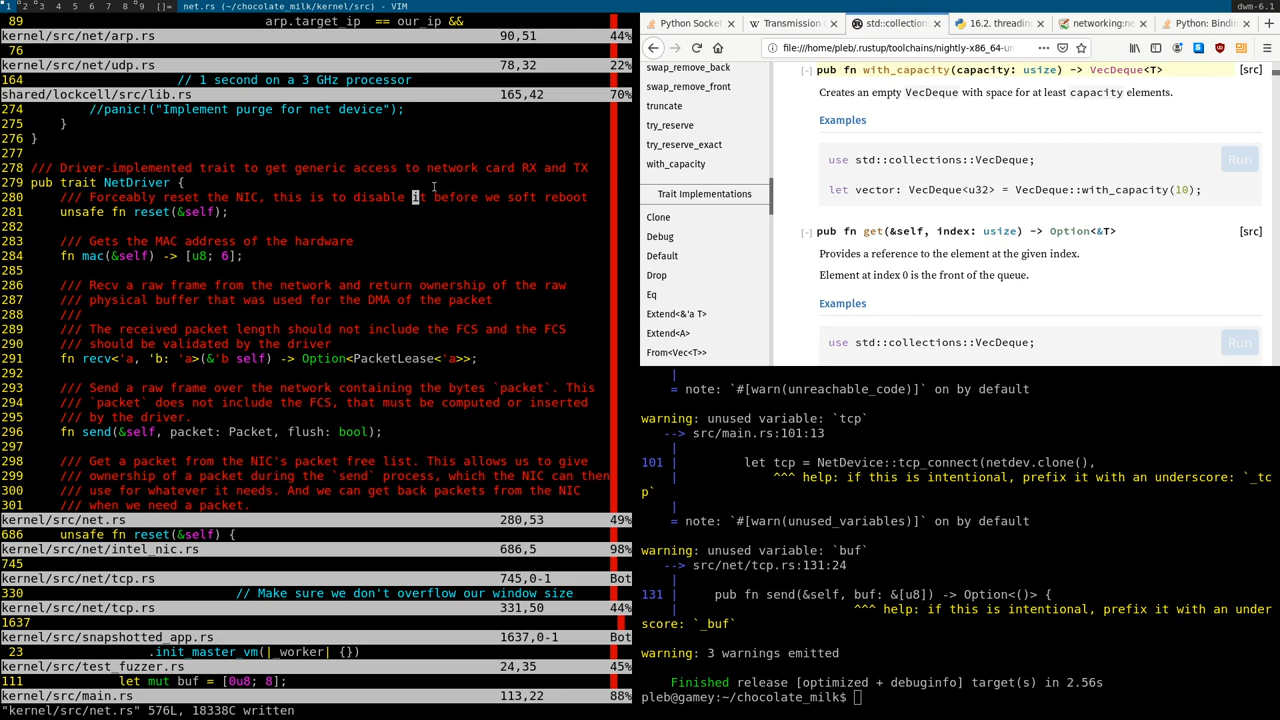 1 2 3 4 5 6 7 8 9 []= net.rs (~/chocolate_milk/kernel/src) - VIM dwm-6.1
89 arp.target_ip == our_ip &&
kernel/src/net/arp.rs 90,51 44%
76
kernel/src/net/udp.rs 78,32 22%
164 // 1 second on a 3 GHz processor
shared/lockcell/src/lib.rs 165,42 70%
274 //panic!("Implement purge for net device");
275 }
276 }
277
278 /// Driver-implemented trait to get generic access to network card RX and TX
279 pub trait NetDriver {
280 /// Forceably reset the NIC, this is to disable it before we soft reboot
281 unsafe fn reset(&self);
282
283 /// Gets the MAC address of the hardware
284 fn mac(&self) -> [u8; 6];
285
286 /// Recv a raw frame from the network and return ownership of the raw
287 /// physical buffer that was used for the DMA of the packet
288 ///
289 /// The received packet length should not include the FCS and the FCS
290 /// should be validated by the driver
291 fn recv<'a, 'b: 'a>(&'b self) -> Option<PacketLease<'a>>;
292
293 /// Send a raw frame over the network containing the bytes `packet`. This
294 /// `packet` does not include the FCS, that must be computed or inserted
295 /// by the driver.
296 fn send(&self, packet: Packet, flush: bool);
297
298 /// Get a packet from the NIC's packet free list. This allows us to give
299 /// ownership of a packet during the `send` process, which the NIC can then
300 /// use for whatever it needs. And we can get back packets from the NIC
301 /// when we need a packet.
kernel/src/net.rs 280,53 49%
686 unsafe fn reset(&self) {
kernel/src/net/intel_nic.rs 686,5 98%
745
kernel/src/net/tcp.rs 745,0-1 Bot
330 // Make sure we don't overflow our window size
kernel/src/net/tcp.rs 331,50 44%
1637
kernel/src/snapshotted_app.rs 1637,0-1 Bot
23 .init_master_vm(|_worker| {})
kernel/src/test_fuzzer.rs 24,35 45%
111 let mut buf = [0u8; 8];
kernel/src/main.rs 113,22 88%
"kernel/src/net.rs" 576L, 18338C written
Python Socket Transmission C std::collection 16.2. threading networking:ne Python: Bindin
file:///home/pleb/.rustup/toolchains/nightly-x86_64-u
swap_remove_back
swap_remove_front
truncate
try_reserve
try_reserve_exact
with_capacity
Trait Implementations
Clone
Debug
Default
Drop
Eq
Extend<&'a T>
Extend<A>
From<Vec<T>>
[-] pub fn with_capacity(capacity: usize) -> VecDeque<T> [src]
Creates an empty VecDeque with space for at least capacity elements.
Examples
use std::collections::VecDeque; Run
let vector: VecDeque<u32> = VecDeque::with_capacity(10);
[-] pub fn get(&self, index: usize) -> Option<&T> [src]
Provides a reference to the element at the given index.
Element at index 0 is the front of the queue.
Examples
use std::collections::VecDeque; Run
|
= note: `#[warn(unreachable_code)]` on by default
warning: unused variable: `tcp`
--> src/main.rs:101:13
|
101 | let tcp = NetDevice::tcp_connect(netdev.clone(),
| ^^^ help: if this is intentional, prefix it with an underscore: `_tc
p`
|
= note: `#[warn(unused_variables)]` on by default
warning: unused variable: `buf`
--> src/net/tcp.rs:131:24
|
131 | pub fn send(&self, buf: &[u8]) -> Option<()> {
| ^^^ help: if this is intentional, prefix it with an under
score: `_buf`
warning: 3 warnings emitted
Finished release [optimized + debuginfo] target(s) in 2.56s
pleb@gamey:~/chocolate_milk$